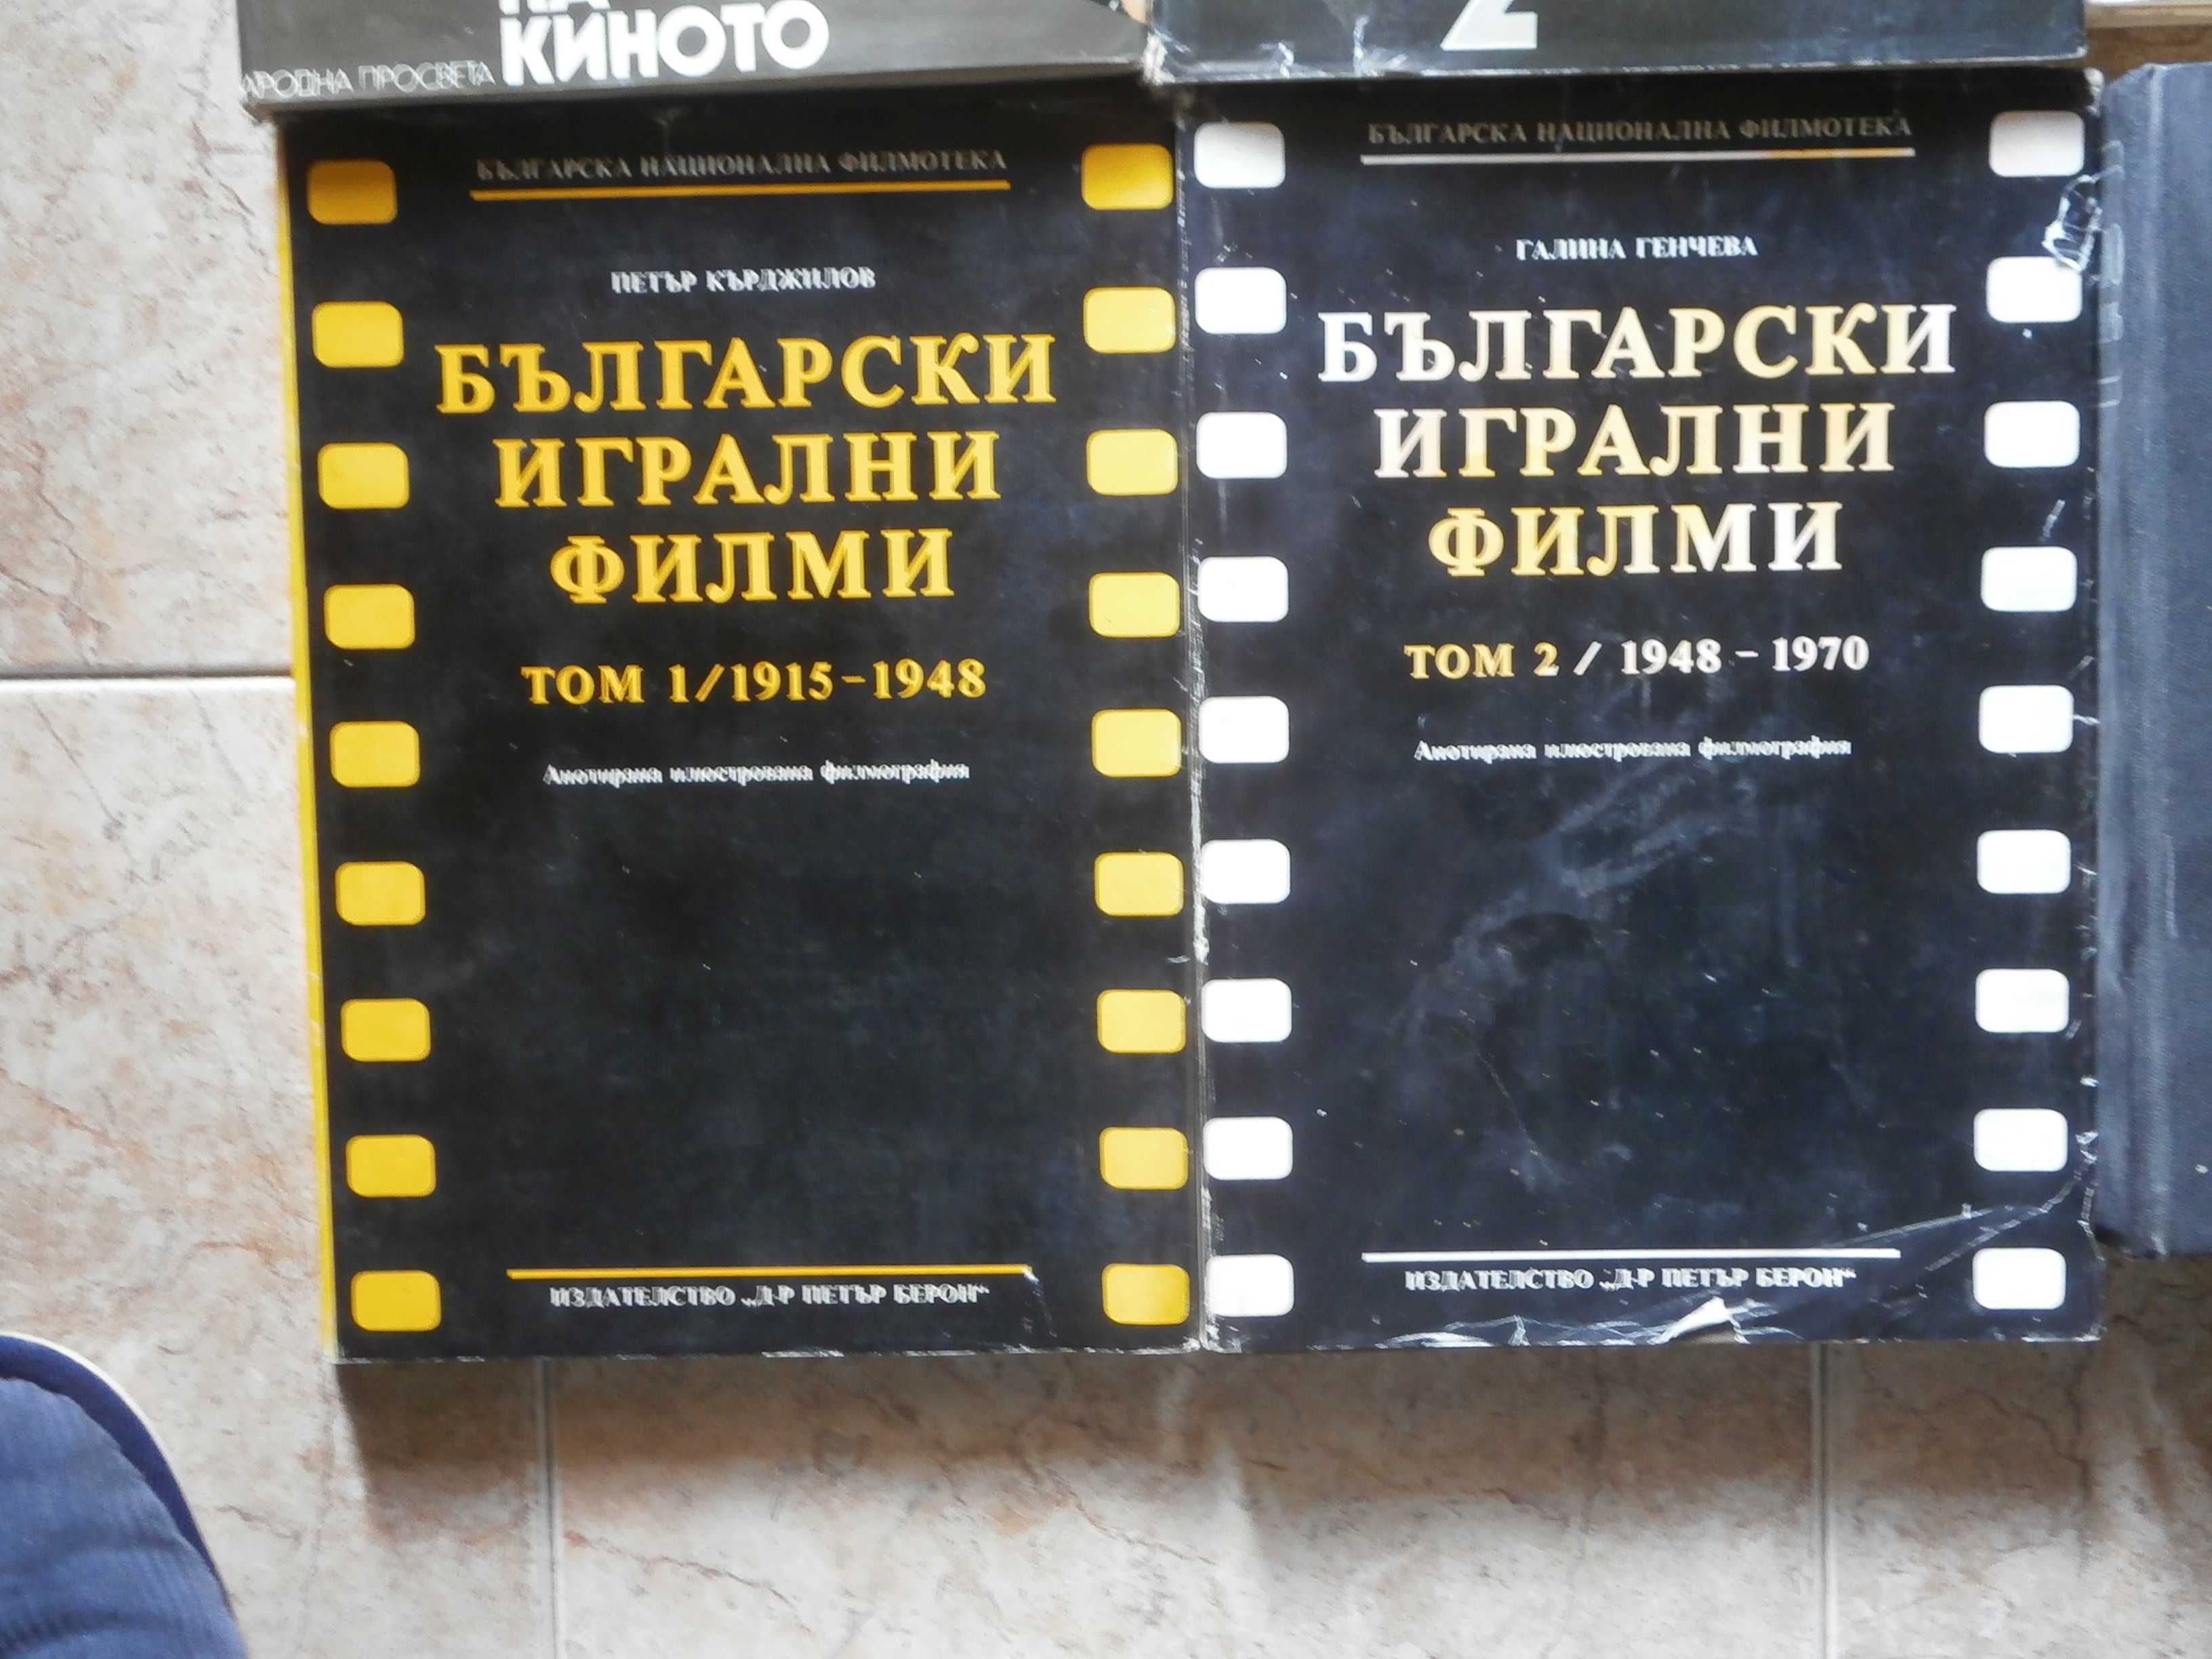 КИНОТО
АРОДНА ПРОСВЕТА
2
БЪЛГАРСКА НАЦИОНАЛНА ФИЛМОТЕКА
ПЕТЪР КЪРДЖИЛОВ
БЪЛГАРСКИ
ИГРАЛНИ
ФИЛМИ
ТОМ 1/1915-1948
Анотирана илюстрована филмография
ИЗДАТЕЛСТВО „Д-Р ПЕТЪР БЕРОН“
БЪЛГАРСКА НАЦИОНАЛНА ФИЛМОТЕКА
ГАЛИНА ГЕНЧЕВА
БЪЛГАРСКИ
ИГРАЛНИ
ФИЛМИ
ТОМ 2 / 1948 - 1970
Анотирана илюстрована филмография
ИЗДАТЕЛСТВО „Д-Р ПЕТЪР БЕРОН“